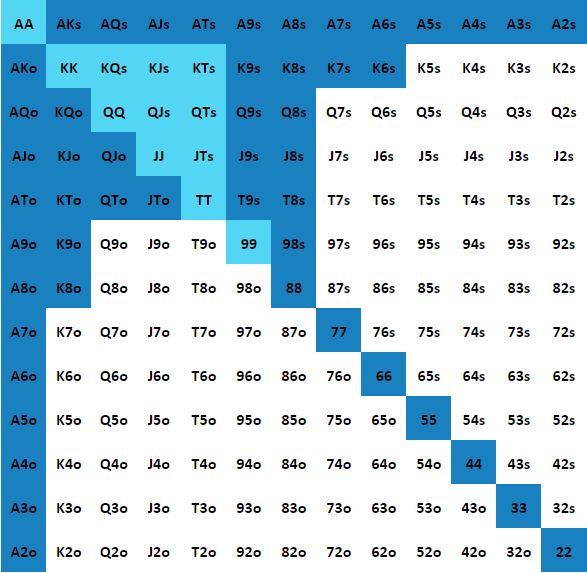 AA AKs AQs AJs ATs A9s A8s A7s A6s A5s A4s A3s A2s
AKo KK KQs KJs KTs K9s K8s K7s K6s K5s K4s K3s K2s
AQo KQo QQ QJs QTs Q9s Q8s Q7s Q6s Q5s Q4s Q3s Q2s
AJo KJo QJo JJ JTs J9s J8s J7s J6s J5s J4s J3s J2s
ATo KTo QTo JTo TT T9s T8s T7s T6s T5s T4s T3s T2s
A9o K9o Q9o J9o T9o 99 98s 97s 96s 95s 94s 93s 92s
A8o K8o Q8o J8o T8o 98o 88 87s 86s 85s 84s 83s 82s
A7o K7o Q7o J7o T7o 97o 87o 77 76s 75s 74s 73s 72s
A6o K6o Q6o J6o T6o 96o 86o 76o 66 65s 64s 63s 62s
A5o K5o Q5o J5o T5o 95o 85o 75o 65o 55 54s 53s 52s
A4o K4o Q4o J4o T4o 94o 84o 74o 64o 54o 44 43s 42s
A3o K3o Q3o J3o T3o 93o 83o 73o 63o 53o 43o 33 32s
A2o K2o Q2o J2o T2o 92o 82o 72o 62o 52o 42o 32o 22